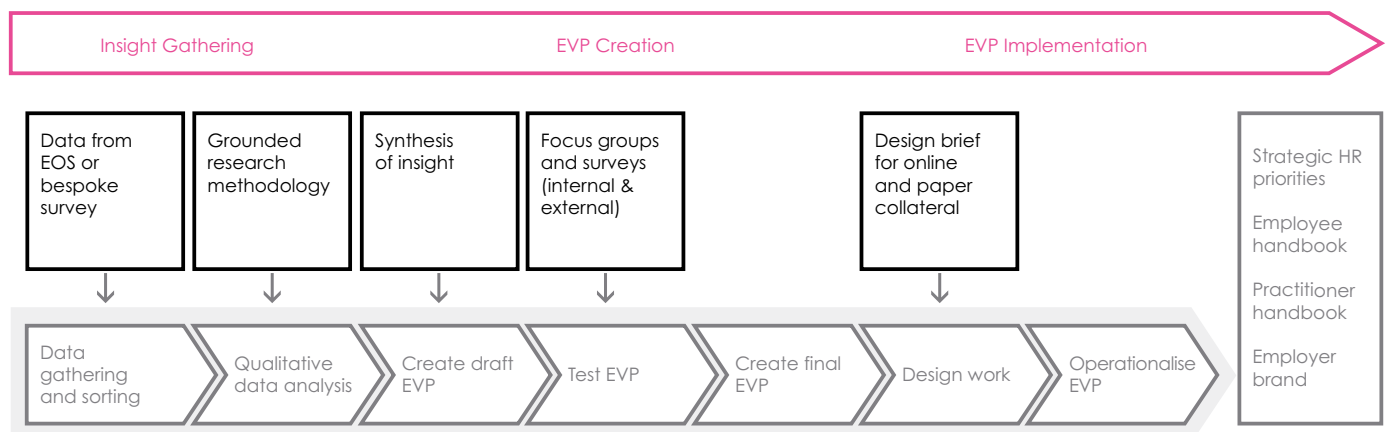 Insight Gathering
EVP Creation
EVP Implementation
Data from
EOS or
bespoke
survey
Grounded
research
methodology
Synthesis
of insight
Focus groups
and surveys
(internal &
external)
Design brief
for online
and paper
collateral
Strategic HR
priorities
Employee
handbook
Practitioner
handbook
Employer
brand
Data
gathering
and sorting
Qualitative
data analysis
Create draft
EVP
Test EVP
Create final
EVP
Design work
Operationalise
EVP